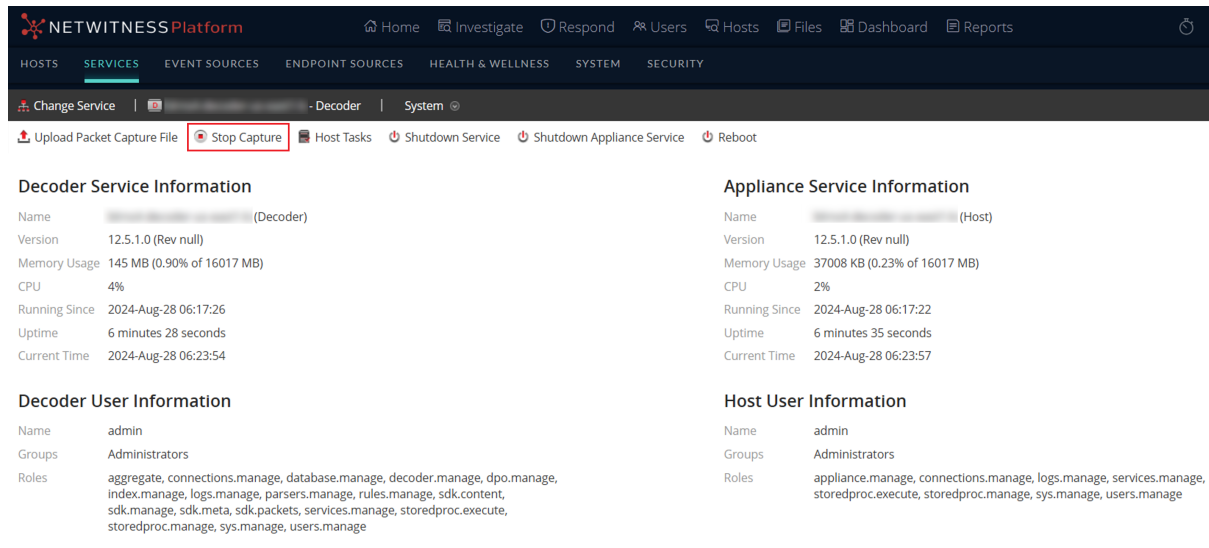 NETWITNESS Platform Home Investigate Respond Users Hosts Files Dashboard Reports
HOSTS SERVICES EVENT SOURCES ENDPOINT SOURCES HEALTH & WELLNESS SYSTEM SECURITY
Change Service | D - Decoder | System
Upload Packet Capture File Stop Capture Host Tasks Shutdown Service Shutdown Appliance Service Reboot
Decoder Service Information
Name (Decoder)
Version 12.5.1.0 (Rev null)
Memory Usage 145 MB (0.90% of 16017 MB)
CPU 4%
Running Since 2024-Aug-28 06:17:26
Uptime 6 minutes 28 seconds
Current Time 2024-Aug-28 06:23:54
Appliance Service Information
Name (Host)
Version 12.5.1.0 (Rev null)
Memory Usage 37008 KB (0.23% of 16017 MB)
CPU 2%
Running Since 2024-Aug-28 06:17:22
Uptime 6 minutes 35 seconds
Current Time 2024-Aug-28 06:23:57
Decoder User Information
Name admin
Groups Administrators
Roles aggregate, connections.manage, database.manage, decoder.manage, dpo.manage,
index.manage, logs.manage, parsers.manage, rules.manage, sdk.content,
sdk.manage, sdk.meta, sdk.packets, services.manage, storedproc.execute,
storedproc.manage, sys.manage, users.manage
Host User Information
Name admin
Groups Administrators
Roles appliance.manage, connections.manage, logs.manage, services.manage,
storedproc.execute, storedproc.manage, sys.manage, users.manage